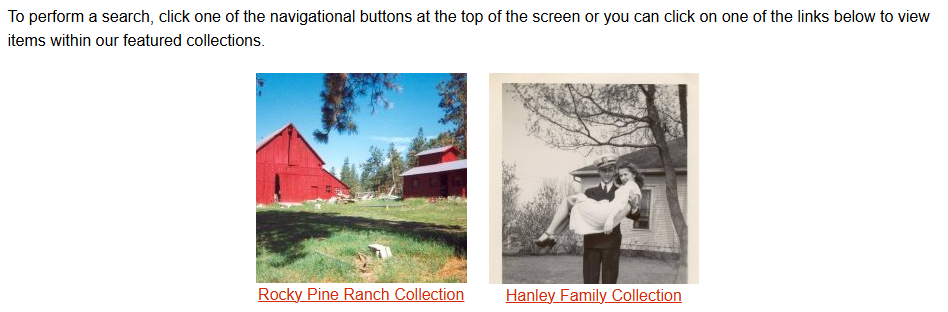 To perform a search, click one of the navigational buttons at the top of the screen or you can click on one of the links below to view
items within our featured collections.
Rocky Pine Ranch Collection
Hanley Family Collection